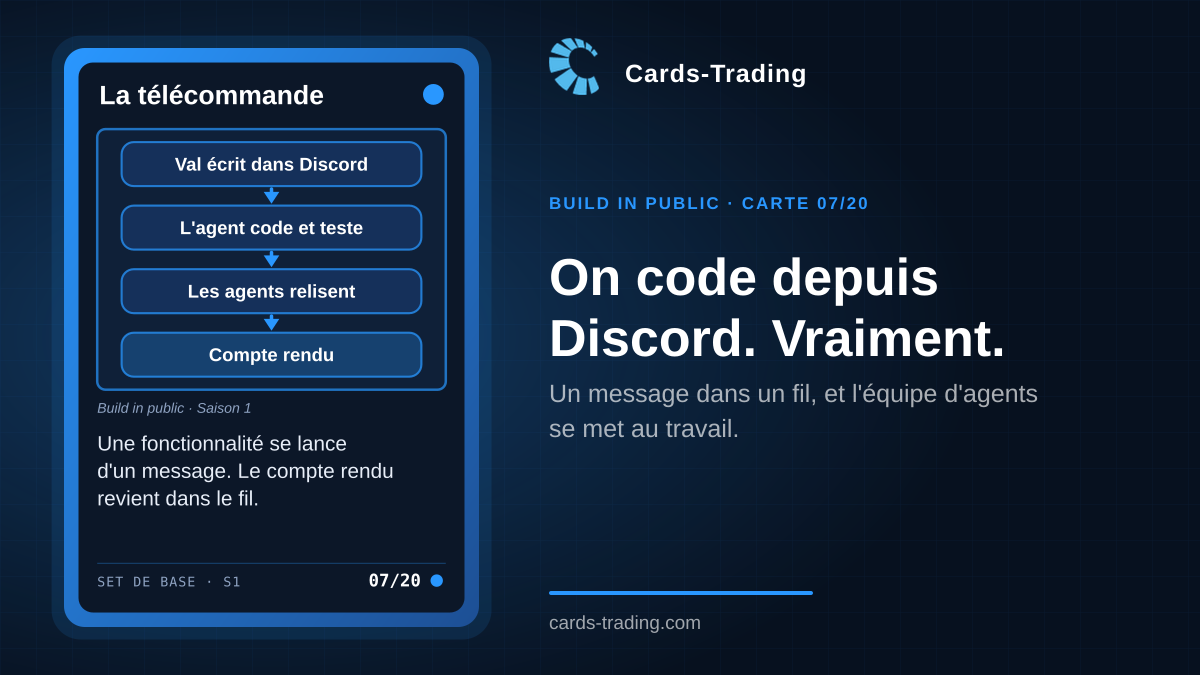 La télécommande
Val écrit dans Discord
L'agent code et teste
Les agents relisent
Compte rendu
Build in public · Saison 1
Une fonctionnalité se lance
d'un message. Le compte rendu
revient dans le fil.
SET DE BASE · S1
07/20
Cards-Trading
BUILD IN PUBLIC · CARTE 07/20
On code depuis
Discord. Vraiment.
Un message dans un fil, et l'équipe d'agents
se met au travail.
cards-trading.com